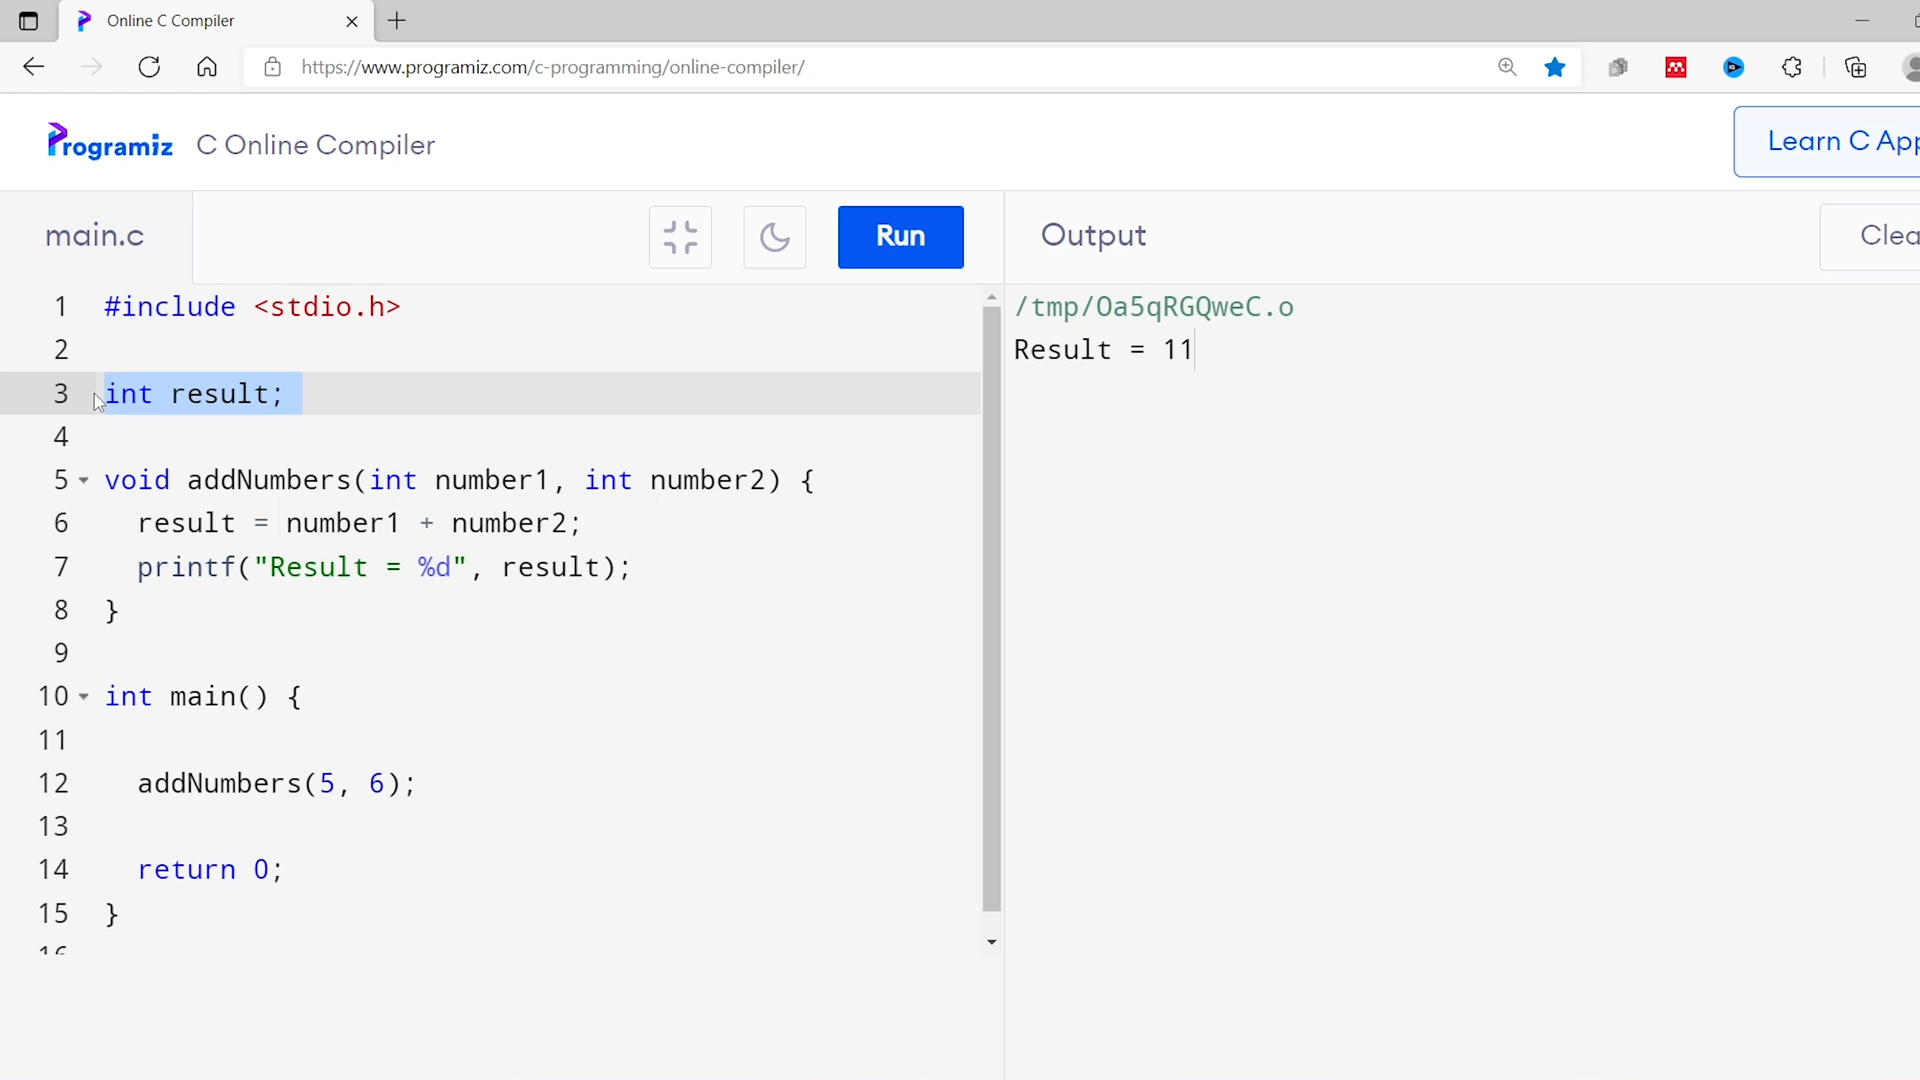 Online C Compiler
https://www.programiz.com/c-programming/online-compiler/
Programiz C Online Compiler
Learn C App
main.c
Run
Output
Clea
1 #include <stdio.h>
2
3 int result;
4
5 void addNumbers(int number1, int number2) {
6 result = number1 + number2;
7 printf("Result = %d", result);
8 }
9
10 int main() {
11
12 addNumbers(5, 6);
13
14 return 0;
15 }
16
/tmp/Oa5qRGQweC.o
Result = 11